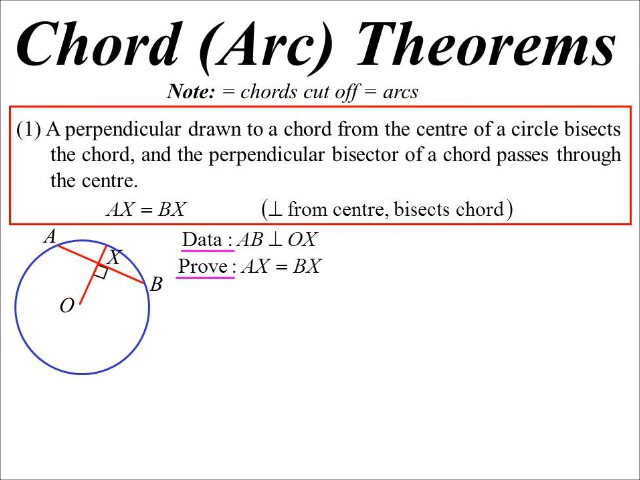 Chord (Arc) Theorems
Note: = chords cut off = arcs
(1) A perpendicular drawn to a chord from the centre of a circle bisects
the chord, and the perpendicular bisector of a chord passes through
the centre.
AX = BX (⊥ from centre, bisects chord)
A
Data : AB ⊥ OX
X
Prove : AX = BX
B
O